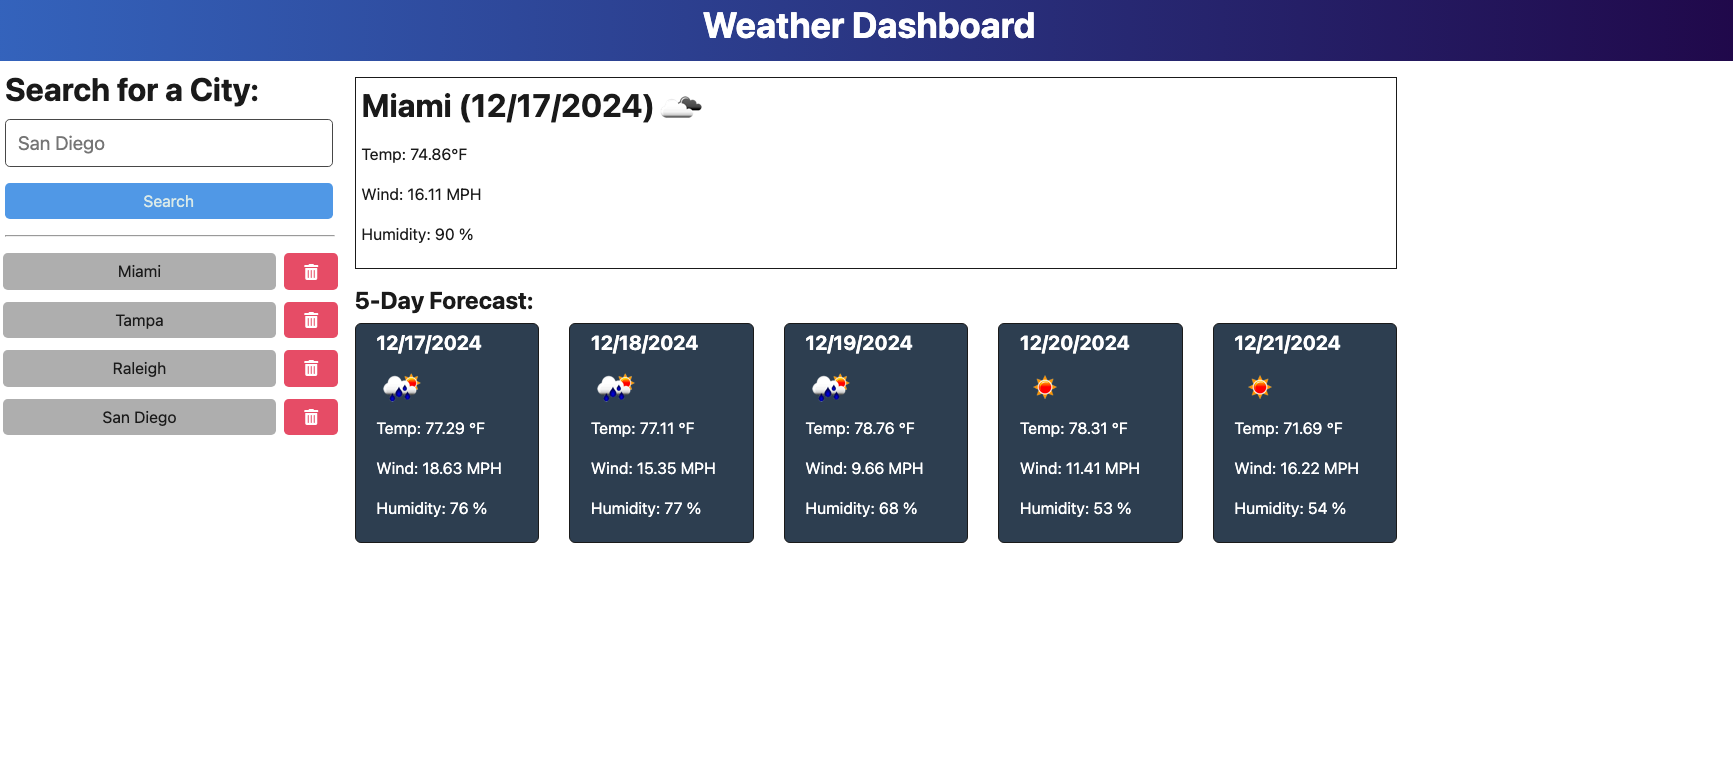 Weather Dashboard
Search for a City:
San Diego
Search
Miami
Tampa
Raleigh
San Diego
Miami (12/17/2024)
Temp: 74.86°F
Wind: 16.11 MPH
Humidity: 90 %
5-Day Forecast:
12/17/2024
Temp: 77.29 °F
Wind: 18.63 MPH
Humidity: 76 %
12/18/2024
Temp: 77.11 °F
Wind: 15.35 MPH
Humidity: 77 %
12/19/2024
Temp: 78.76 °F
Wind: 9.66 MPH
Humidity: 68 %
12/20/2024
Temp: 78.31 °F
Wind: 11.41 MPH
Humidity: 53 %
12/21/2024
Temp: 71.69 °F
Wind: 16.22 MPH
Humidity: 54 %